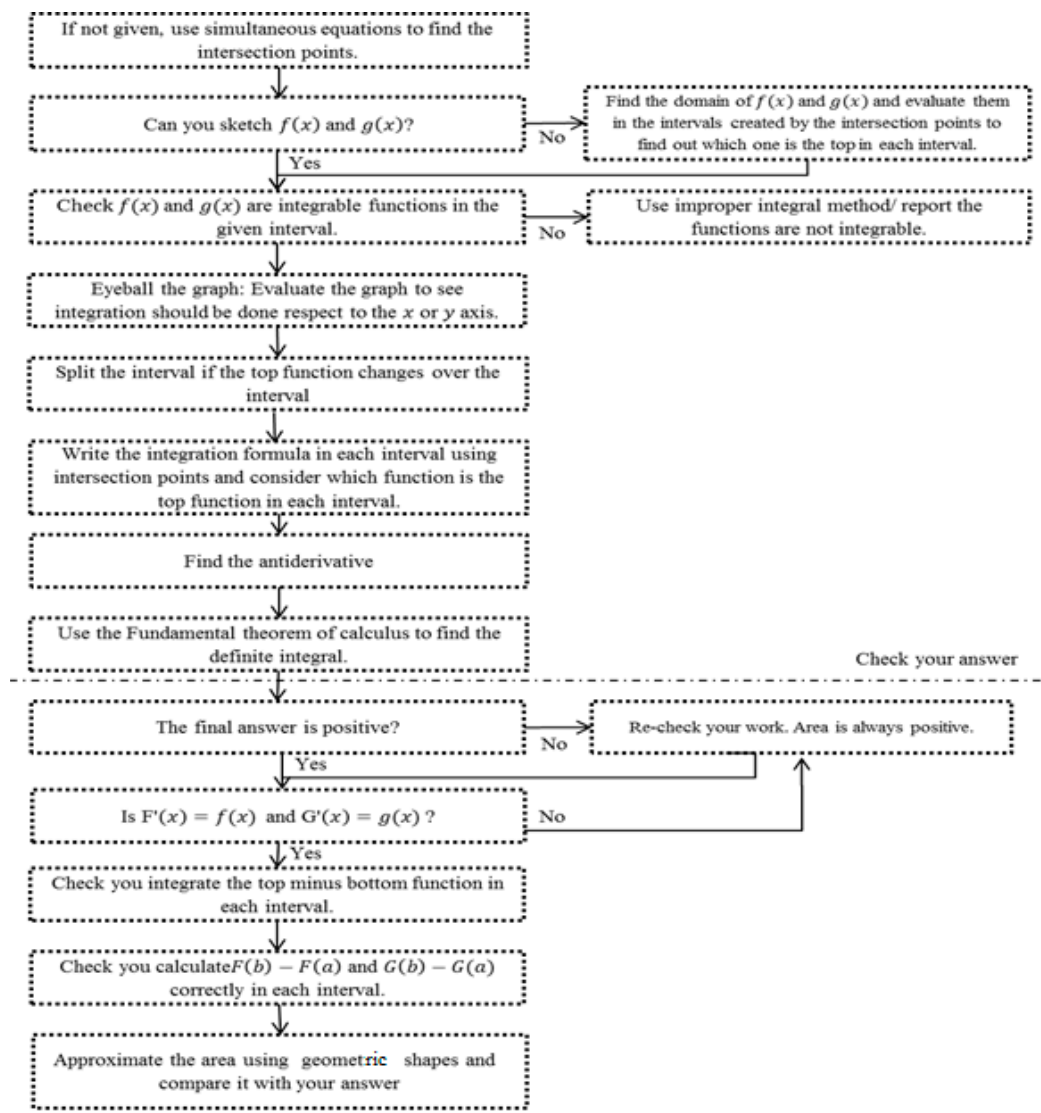 If not given, use simultaneous equations to find the
intersection points.
Can you sketch f(x) and g(x)?
No
Find the domain of f(x) and g(x) and evaluate them
in the intervals created by the intersection points to
find out which one is the top in each interval.
Yes
Check f(x) and g(x) are integrable functions in the
given interval.
No
Use improper integral method/ report the
functions are not integrable.
Eyeball the graph: Evaluate the graph to see
integration should be done respect to the x or y axis.
Split the interval if the top function changes over the
interval
Write the integration formula in each interval using
intersection points and consider which function is the
top function in each interval.
Find the antiderivative
Use the Fundamental theorem of calculus to find the
definite integral.
Check your answer
The final answer is positive?
No
Re-check your work. Area is always positive.
Yes
Is F'(x) = f(x) and G'(x) = g(x) ?
No
Yes
Check you integrate the top minus bottom function in
each interval.
Check you calculateF(b) − F(a) and G(b) − G(a)
correctly in each interval.
Approximate the area using geometric shapes and
compare it with your answer